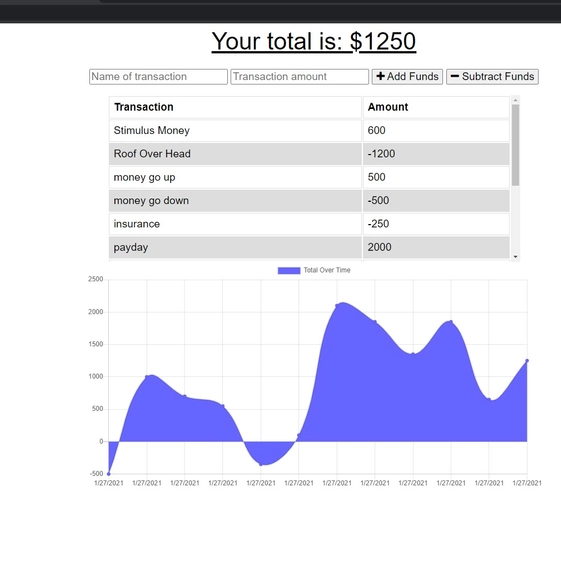 Your total is: $1250
Name of transaction Transaction amount + Add Funds − Subtract Funds
Transaction Amount
Stimulus Money 600
Roof Over Head -1200
money go up 500
money go down -500
insurance -250
payday 2000
Total Over Time
2500
2000
1500
1000
500
0
-500
1/27/2021 1/27/2021 1/27/2021 1/27/2021 1/27/2021 1/27/2021 1/27/2021 1/27/2021 1/27/2021 1/27/2021 1/27/2021 1/27/2021